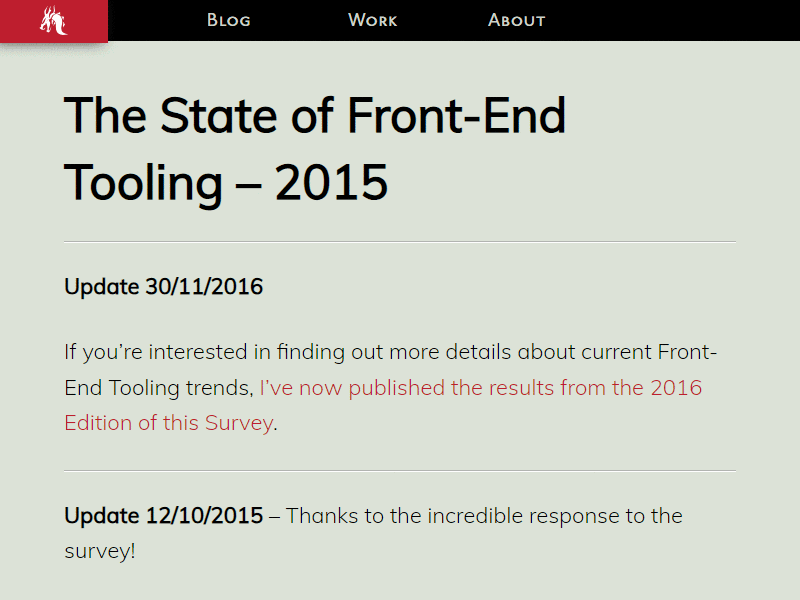 Blog Work About
The State of Front-End
Tooling – 2015
Update 30/11/2016
If you’re interested in finding out more details about current Front-
End Tooling trends, I’ve now published the results from the 2016
Edition of this Survey.
Update 12/10/2015 – Thanks to the incredible response to the
survey!